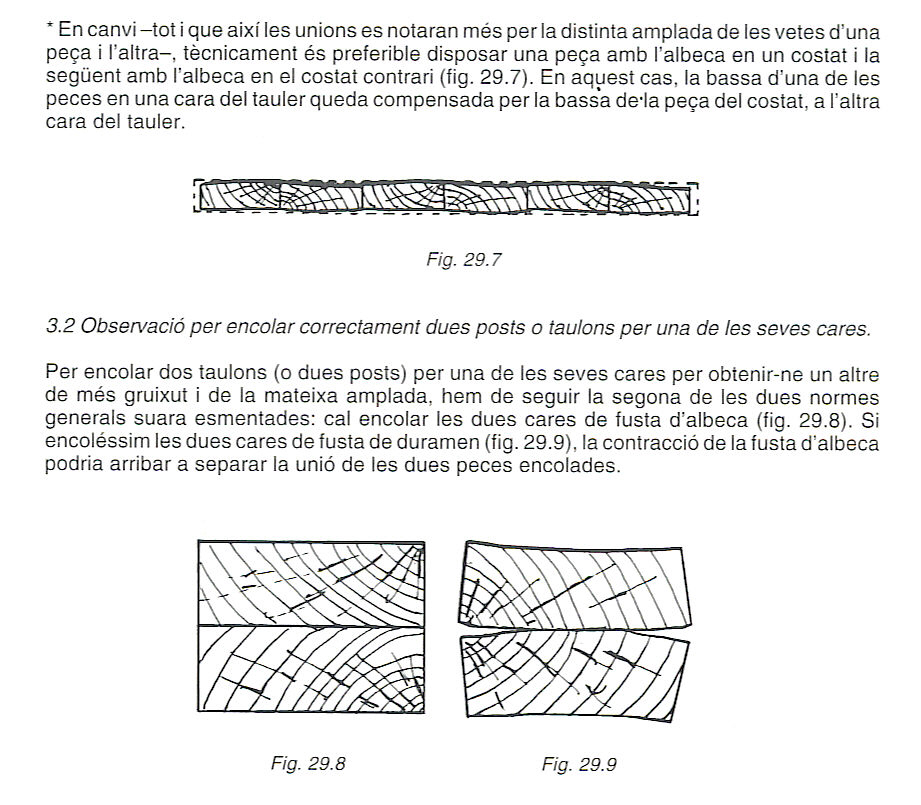 * En canvi –tot i que així les unions es notaran més per la distinta amplada de les vetes d'una
peça i l'altra–, tècnicament és preferible disposar una peça amb l'albeca en un costat i la
següent amb l'albeca en el costat contrari (fig. 29.7). En aquest cas, la bassa d'una de les
peces en una cara del tauler queda compensada per la bassa de la peça del costat, a l'altra
cara del tauler.
Fig. 29.7
3.2 Observació per encolar correctament dues posts o taulons per una de les seves cares.
Per encolar dos taulons (o dues posts) per una de les seves cares per obtenir-ne un altre
de més gruixut i de la mateixa amplada, hem de seguir la segona de les dues normes
generals suara esmentades: cal encolar les dues cares de fusta d'albeca (fig. 29.8). Si
encoléssim les dues cares de fusta de duramen (fig. 29.9), la contracció de la fusta d'albeca
podria arribar a separar la unió de les dues peces encolades.
Fig. 29.8
Fig. 29.9